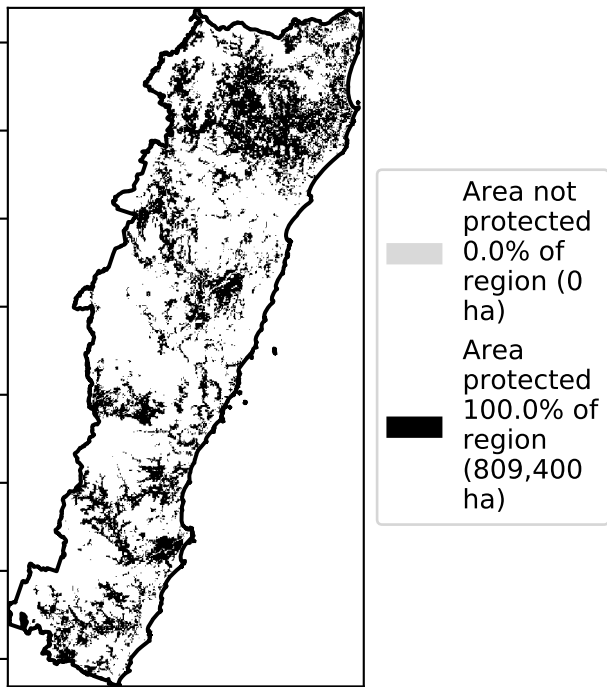 Area not
protected
0.0% of
region (0
ha)
Area
protected
100.0% of
region
(809,400
ha)